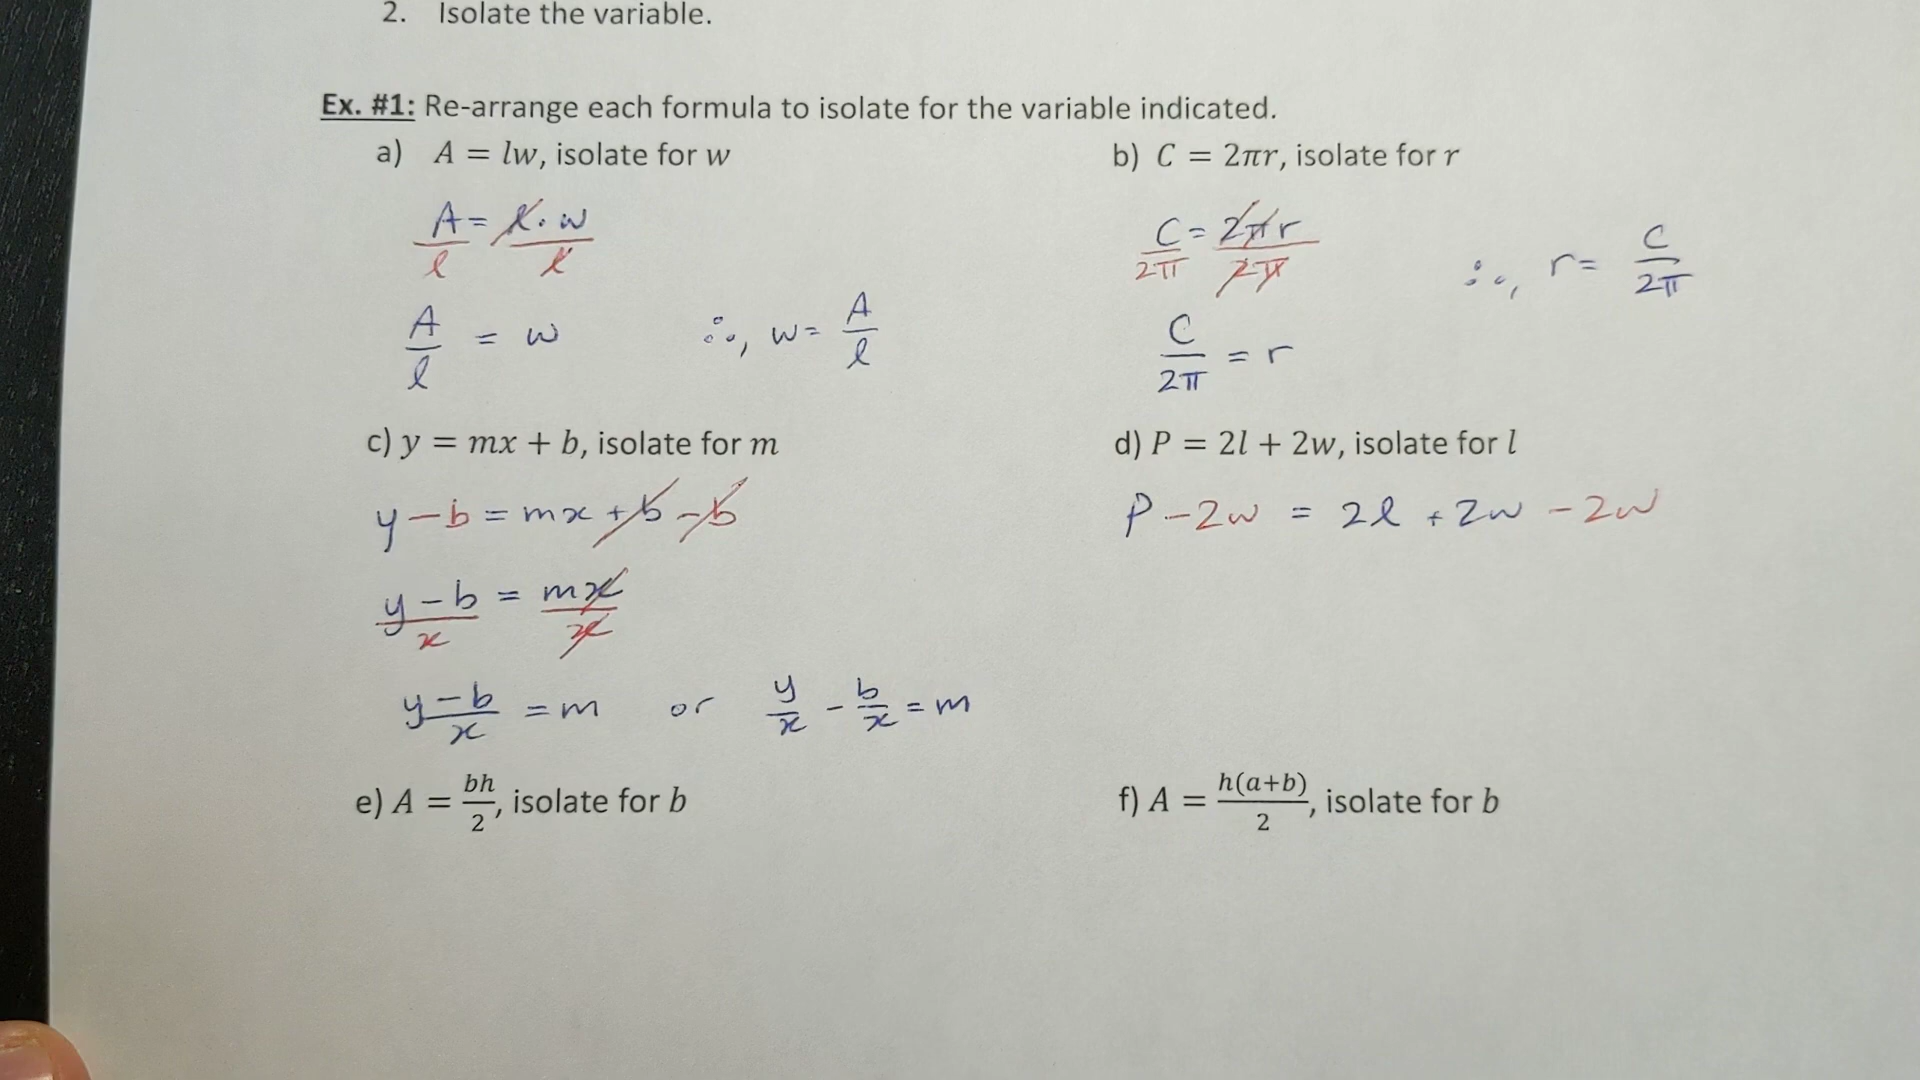 2. Isolate the variable.
Ex. #1: Re-arrange each formula to isolate for the variable indicated.
a) A = lw, isolate for w
A = l · w
l l
A/l = w ∴, w = A/l
b) C = 2πr, isolate for r
C = 2πr
2π 2π
C/2π = r
∴, r = C/2π
c) y = mx + b, isolate for m
y - b = mx + b - b
y - b = mx
x x
y - b/x = m or y/x - b/x = m
d) P = 2l + 2w, isolate for l
P - 2w = 2l + 2w - 2w
e) A = bh/2, isolate for b
f) A = h(a+b)/2, isolate for b